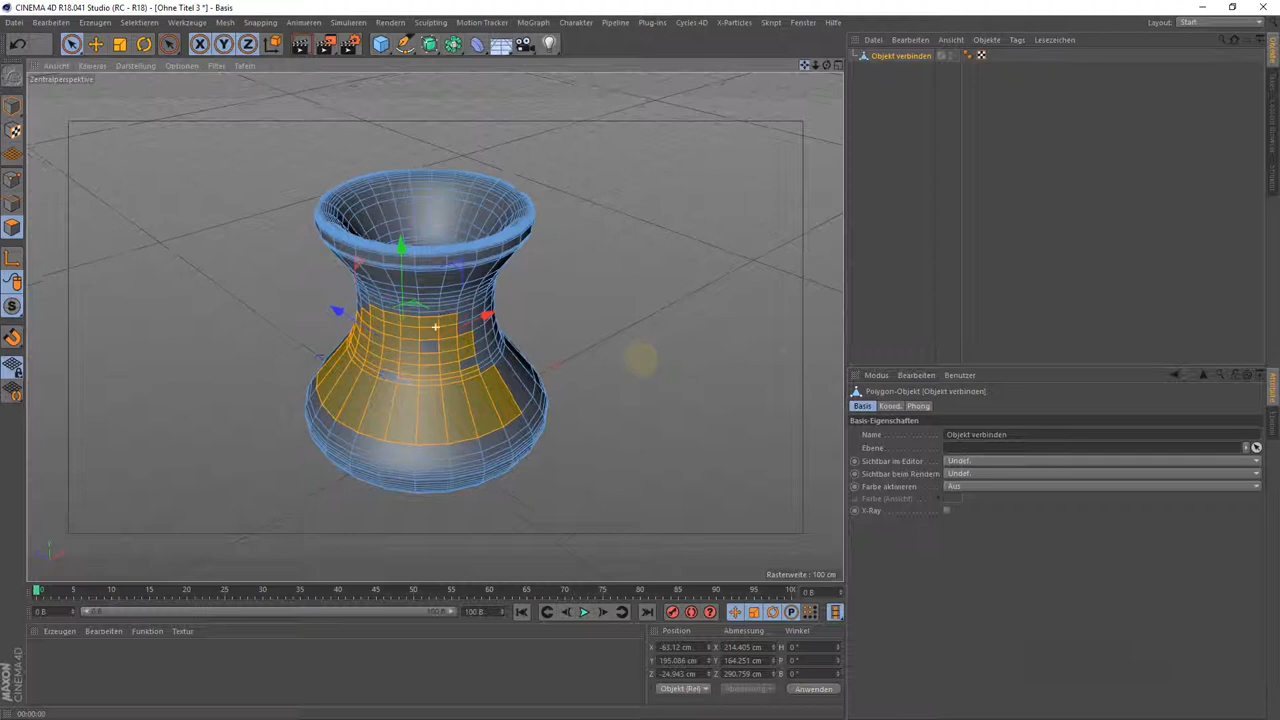 CINEMA 4D R18.041 Studio (RC - R18) - [Ohne Titel 3 *] - Basis
Datei Bearbeiten Erzeugen Selektieren Werkzeuge Mesh Snapping Animieren Simulieren Rendern Sculpting Motion Tracker MoGraph Charakter Pipeline Plug-ins Cycles 4D X-Particles Skript Fenster Hilfe
Layout: Start
X Y Z
Ansicht Kameras Darstellung Optionen Filter Tafeln
Datei Bearbeiten Ansicht Objekte Tags Lesezeichen
Zentralperspektive
Objekt verbinden
Modus Bearbeiten Benutzer
Polygon-Objekt [Objekt verbinden]
Basis Koord. Phong
Basis-Eigenschaften
Name Objekt verbinden
Ebene
Sichtbar im Editor Undef.
Sichtbar beim Rendern Undef.
Farbe aktivieren Aus
Farbe (Ansicht)
X-Ray
Rasterweite : 100 cm
0 5 10 15 20 25 30 35 40 45 50 55 60 65 70 75 80 85 90 95 100 0 B
0 B 0 B 100 B 100 B
Erzeugen Bearbeiten Funktion Textur
Position Abmessung Winkel
X -63.12 cm X 214.405 cm H 0 °
Y 195.086 cm Y 164.251 cm P 0 °
Z -24.943 cm Z 290.759 cm B 0 °
Objekt (Rel) Abmessung Anwenden
MAXON
CINEMA 4D
00:00:00